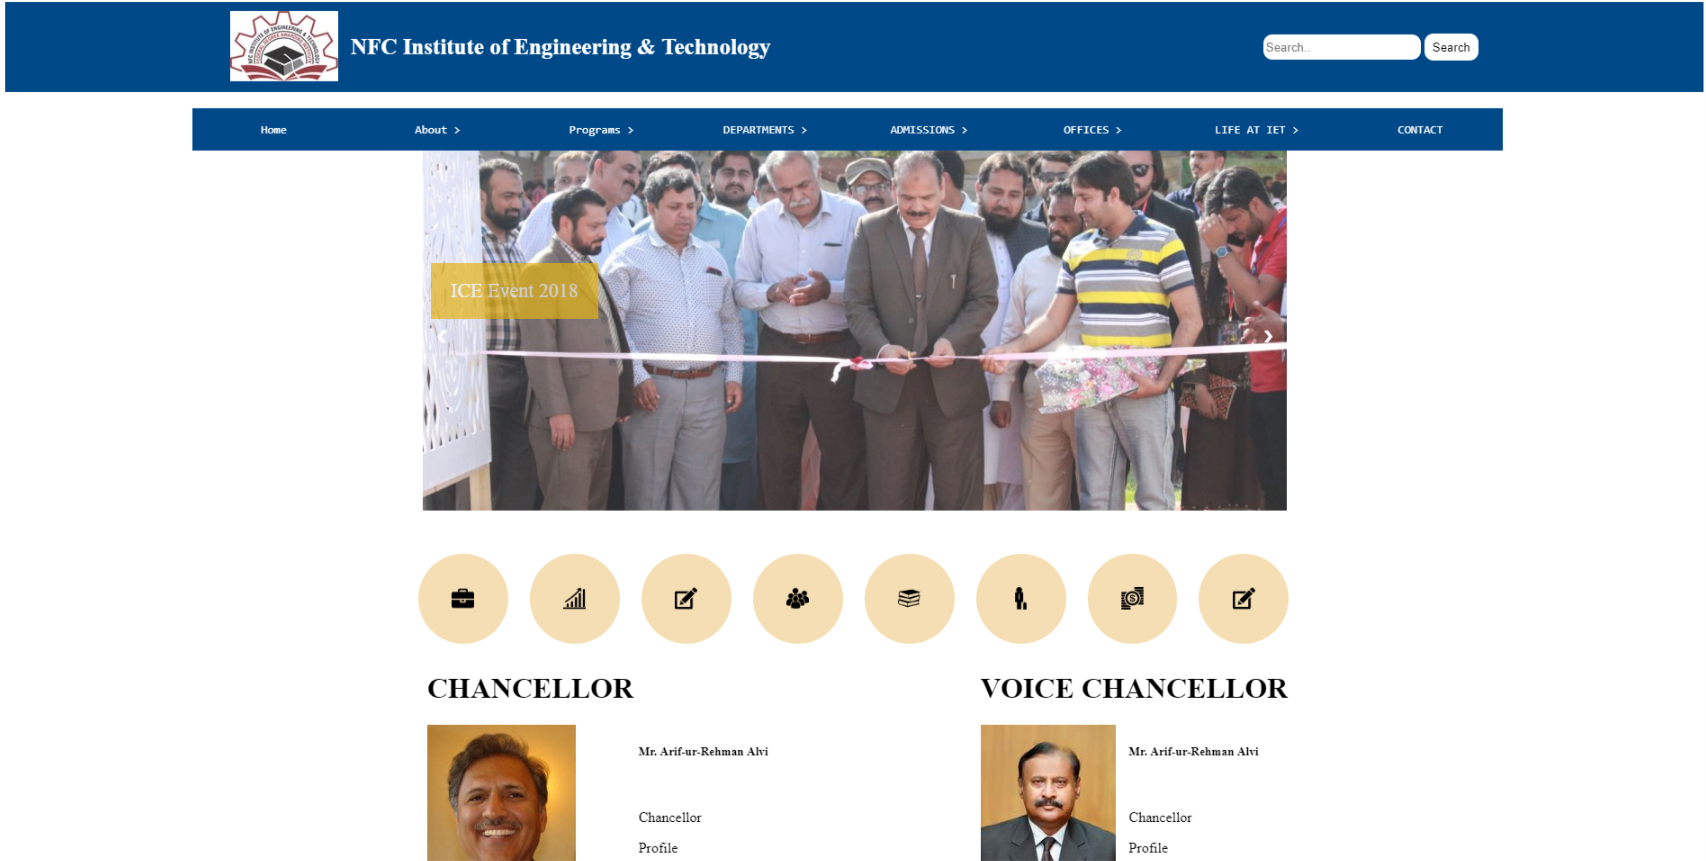 NFC Institute of Engineering & Technology
Search..
Search
Home
About >
Programs >
DEPARTMENTS >
ADMISSIONS >
OFFICES >
LIFE AT IET >
CONTACT
ICE Event 2018
CHANCELLOR
Mr. Arif-ur-Rehman Alvi
Chancellor
Profile
VOICE CHANCELLOR
Mr. Arif-ur-Rehman Alvi
Chancellor
Profile